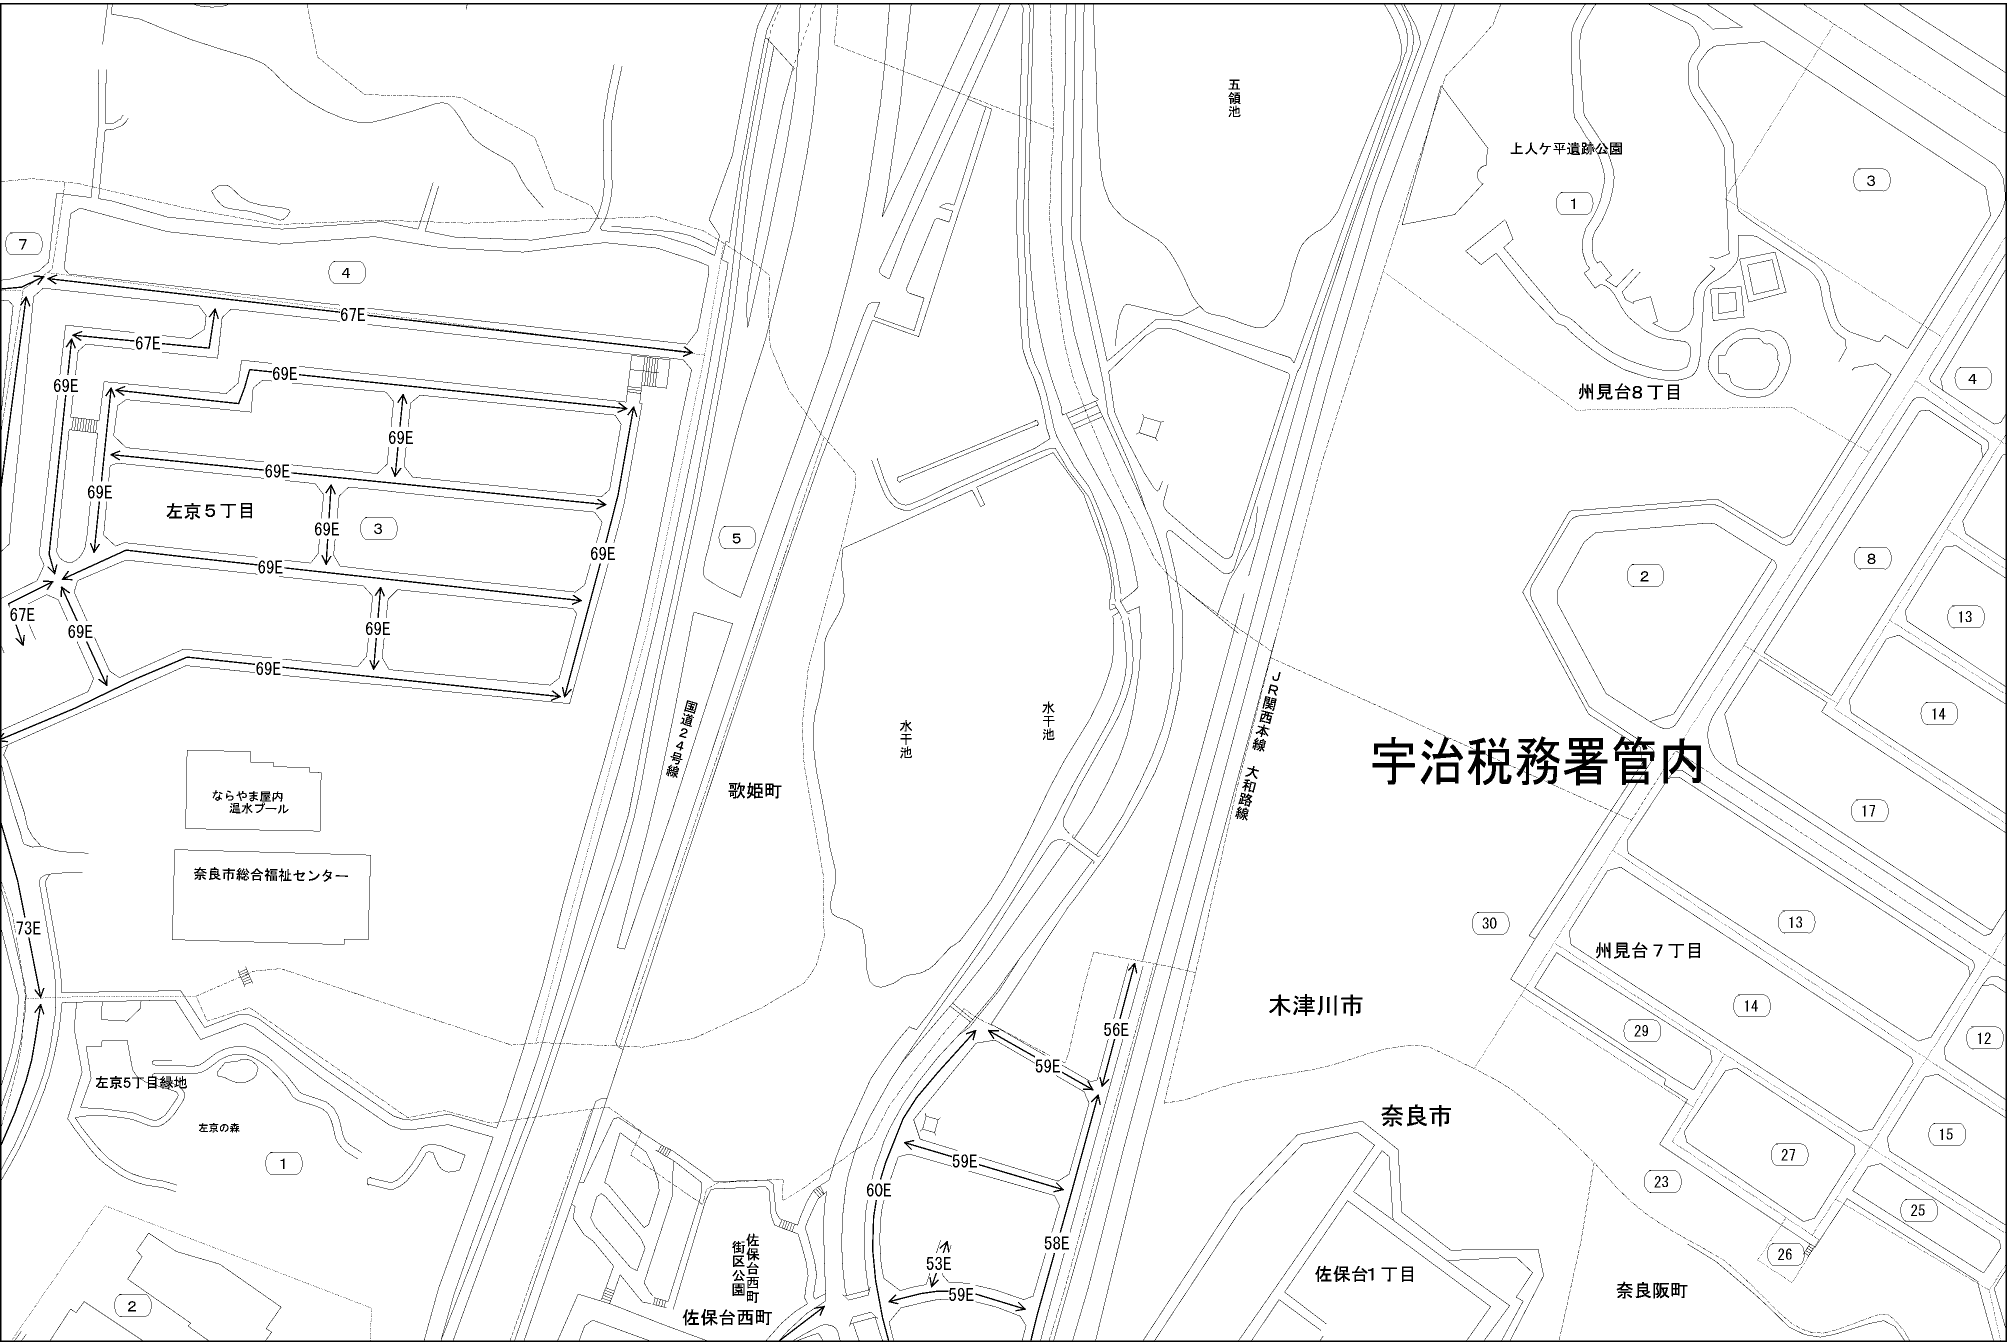 五領池
上人ケ平遺跡公園
3
1
7
4
67E
67E
69E
69E
4
州見台8丁目
69E
69E
69E
左京5丁目
69E
3
5
69E
69E
8
2
67E
69E
69E
13
69E
14
国道24号線
水干池
水干池
JR関西本線 大和路線
宇治税務署管内
歌姫町
ならやま屋内
温水プール
17
奈良市総合福祉センター
73E
30
13
州見台7丁目
木津川市
14
56E
29
12
59E
左京5丁目緑地
奈良市
左京の森
1
15
27
59E
60E
23
25
58E
26
53E
佐保台西町
街区公園
佐保台1丁目
奈良阪町
59E
2
佐保台西町